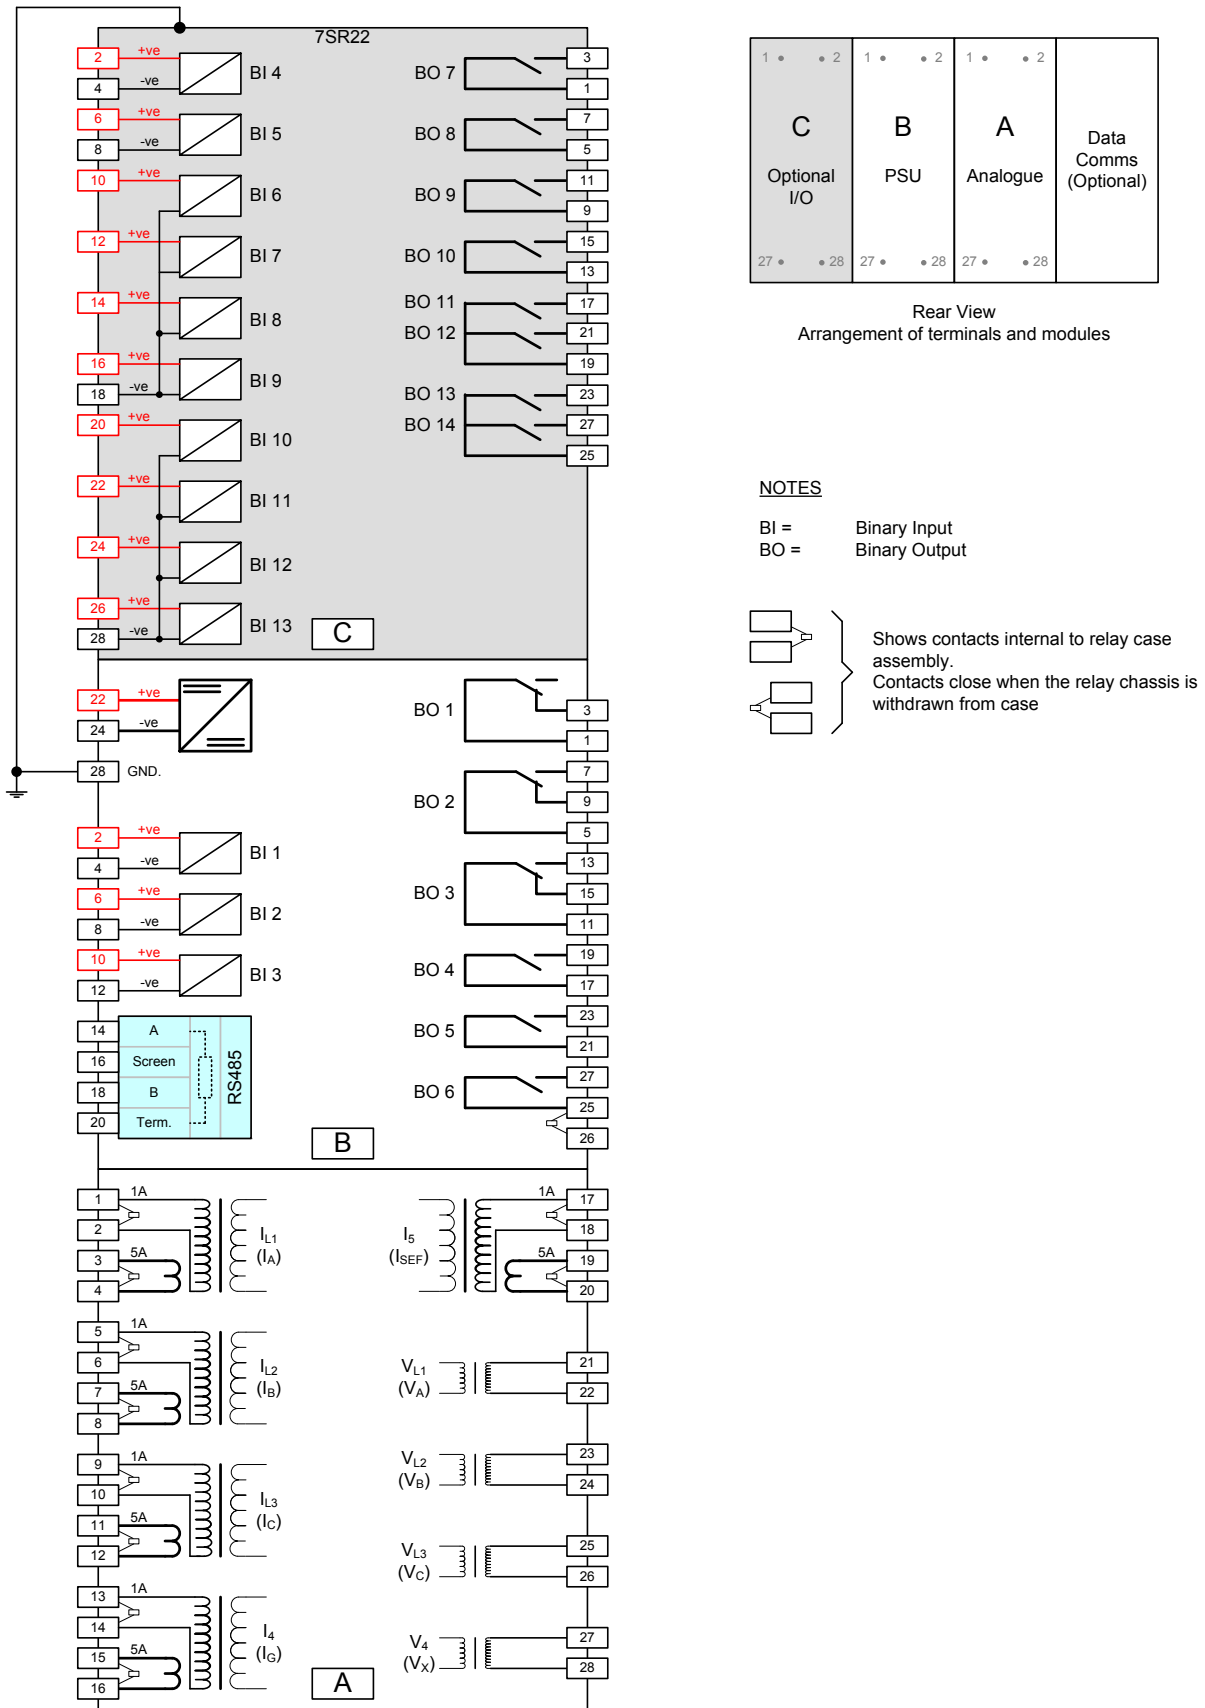 7SR22
2 +ve BI 4
4 -ve
6 +ve BI 5
8 -ve
10 +ve BI 6
12 +ve BI 7
14 +ve BI 8
16 +ve BI 9
18 -ve
20 +ve BI 10
22 +ve BI 11
24 +ve BI 12
26 +ve BI 13
28 -ve
BO 7 3
1
BO 8 7
5
BO 9 11
9
BO 10 15
13
BO 11 17
BO 12 21
19
BO 13 23
BO 14 27
25
C
22 +ve
24 -ve
28 GND.
2 +ve BI 1
4 -ve
6 +ve BI 2
8 -ve
10 +ve BI 3
12 -ve
14 A
16 Screen
18 B
20 Term.
RS485
BO 1 3
1
BO 2 7
9
5
BO 3 13
15
11
BO 4 19
17
BO 5 23
21
BO 6 27
25
26
B
1 1A
2
3 5A
4
IL1
(IA)
5 1A
6
7 5A
8
IL2
(IB)
9 1A
10
11 5A
12
IL3
(IC)
13 1A
14
15 5A
16
I4
(IG)
I5
(ISEF)
1A 17
18
5A 19
20
VL1
(VA)
21
22
VL2
(VB)
23
24
VL3
(VC)
25
26
V4
(VX)
27
28
A
1 2
C
Optional
I/O
27 28
1 2
B
PSU
27 28
1 2
A
Analogue
27 28
Data
Comms
(Optional)
Rear View
Arrangement of terminals and modules
NOTES
BI = Binary Input
BO = Binary Output
Shows contacts internal to relay case
assembly.
Contacts close when the relay chassis is
withdrawn from case